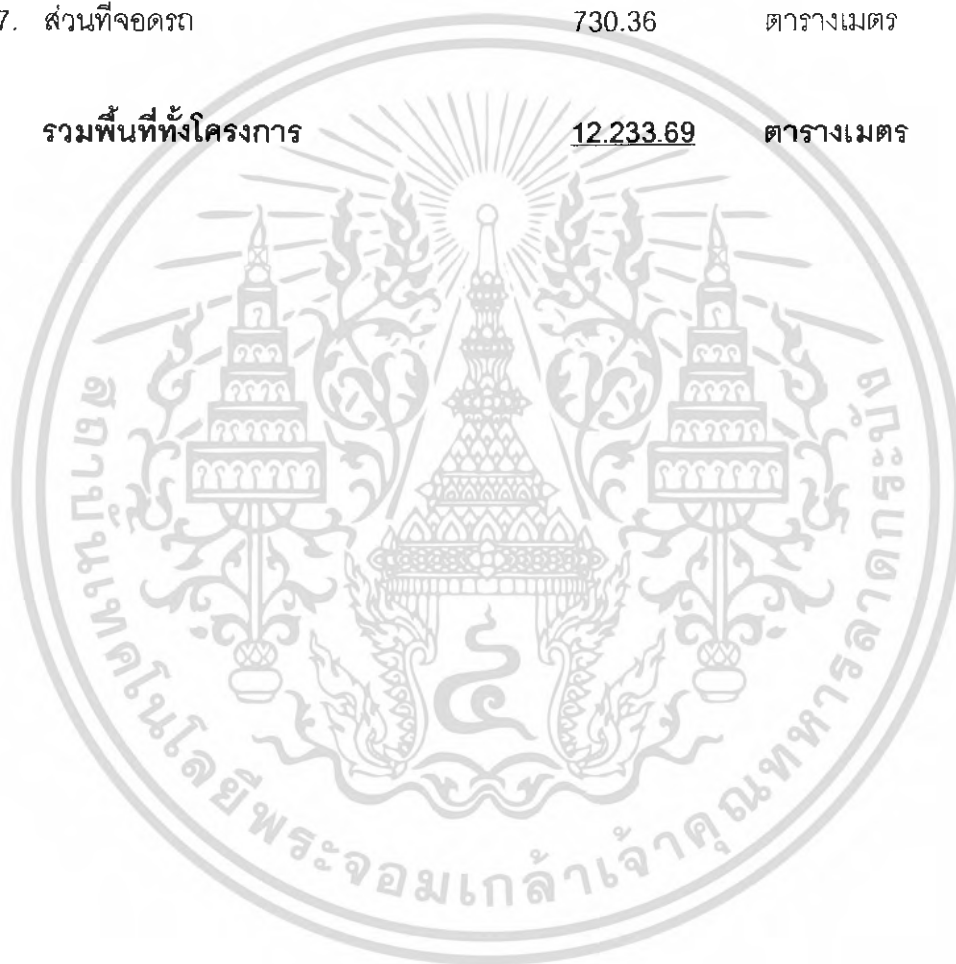 7. ส่วนที่จอดรถ 730.36 ตารางเมตร
รวมพื้นที่ทั้งโครงการ 12.233.69 ตารางเมตร
สถาบันเทคโนโลยีพระจอมเกล้าเจ้าคุณทหารลาดกระบัง
๔